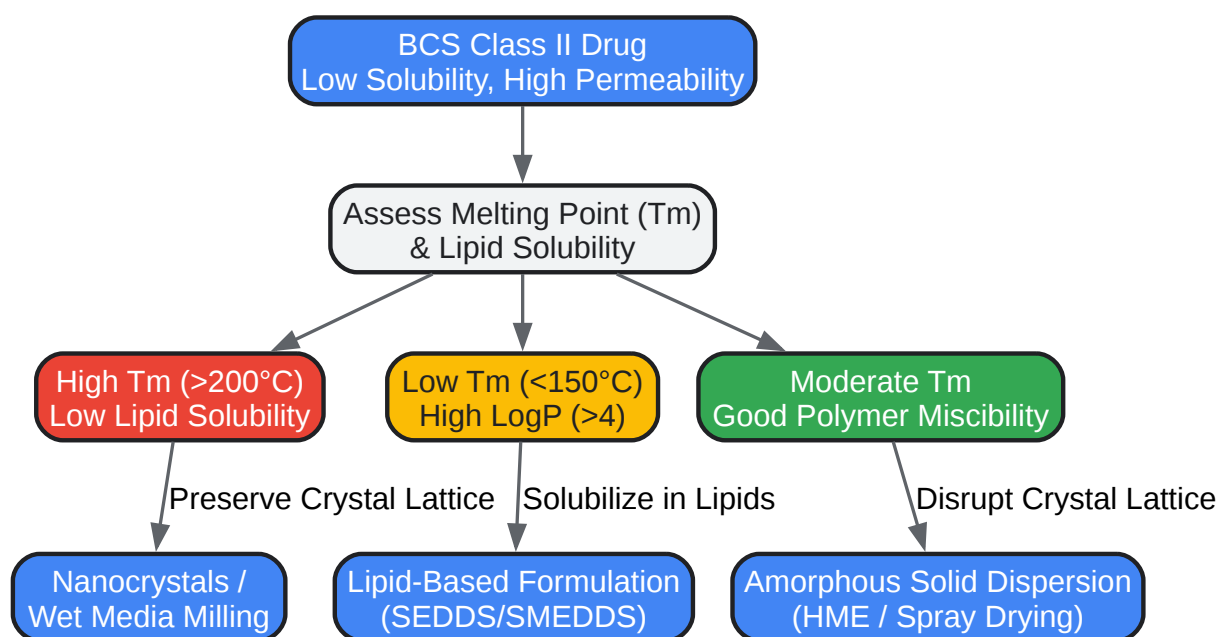 BCS Class II Drug
Low Solubility, High Permeability
Assess Melting Point (Tm)
& Lipid Solubility
High Tm (>200°C)
Low Lipid Solubility
Low Tm (<150°C)
High LogP (>4)
Moderate Tm
Good Polymer Miscibility
Preserve Crystal Lattice
Solubilize in Lipids
Disrupt Crystal Lattice
Nanocrystals /
Wet Media Milling
Lipid-Based Formulation
(SEDDS/SMEDDS)
Amorphous Solid Dispersion
(HME / Spray Drying)